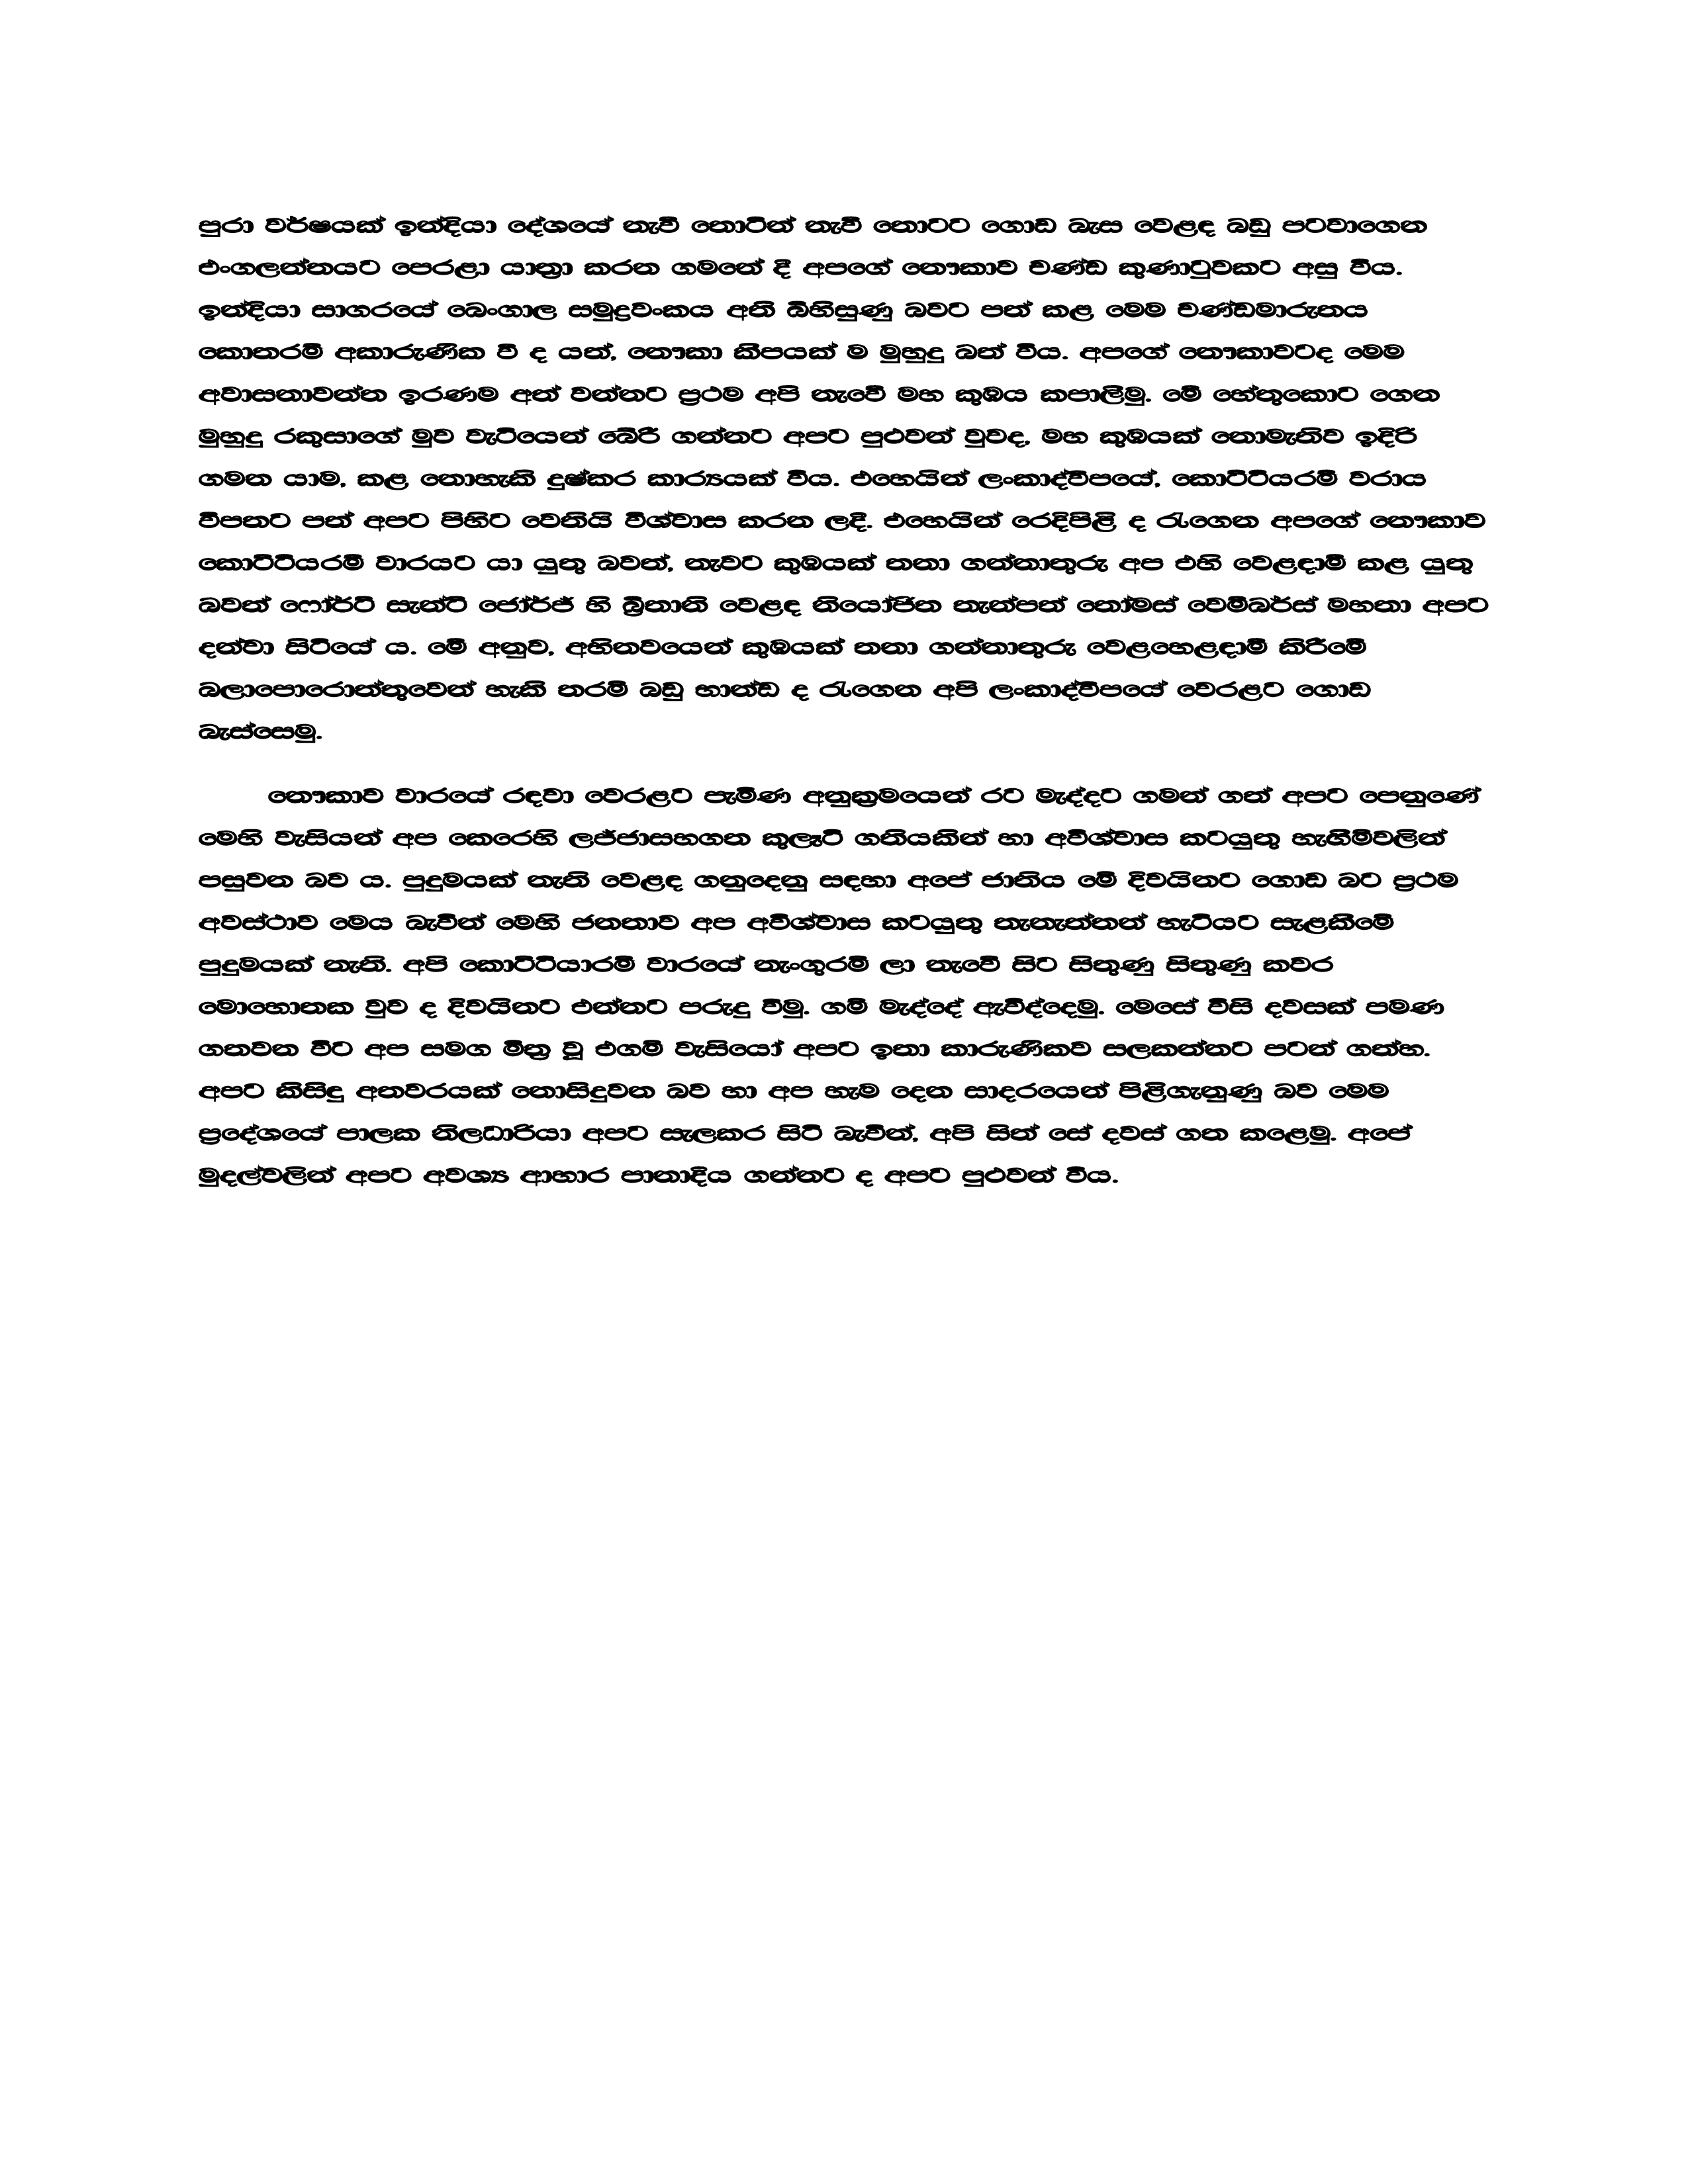 පුරා වර්ෂයක් ඉන්දියා දේශයේ නැව් තොටින් නැව් තොටට ගොඩ බැස වෙළඳ බඩු පටවාගෙන
එංගලන්තයට පෙරළා යාත්‍රා කරන ගමනේ දී අපගේ නෞකාව චණ්ඩ කුණාටුවකට අසු විය.
ඉන්දියා සාගරයේ බෙංගාල සමුද්‍රවංකය අති බිහිසුණු බවට පත් කළ මෙම චණ්ඩමාරුතය
කොතරම් අකාරුණික වී ද යත්, නෞකා කීපයක් ම මුහුදු බත් විය. අපගේ නෞකාවටද මෙම
අවාසනාවන්ත ඉරණම අත් වන්නට ප්‍රථම අපි නැවේ මහ කුඹය කපාලීමු. මේ හේතුකොට ගෙන
මුහුදු රකුසාගේ මුව වැටියෙන් බේරී ගන්නට අපට පුළුවන් වුවද, මහ කුඹයක් නොමැතිව ඉදිරි
ගමන යාම, කළ නොහැකි දුෂ්කර කාර්‍යයක් විය. එහෙයින් ලංකාද්වීපයේ, කොට්ටියරම් වරාය
විපතට පත් අපට පිහිට වෙතියි විශ්වාස කරන ලදී. එහෙයින් රෙදිපිළි ද රැගෙන අපගේ නෞකාව
කොට්ටියරම් වාරයට යා යුතු බවත්, නැවට කුඹයක් තනා ගන්නාතුරු අප එහි වෙළඳාම් කළ යුතු
බවත් ෆෝර්ට් සැන්ට් ජෝර්ජ් හි බ්‍රිතානි වෙළඳ නියෝජිත තැන්පත් තෝමස් චෙම්බර්ස් මහතා අපට
දන්වා සිටියේ ය. මේ අනුව, අභිනවයෙන් කුඹයක් තනා ගන්නාතුරු වෙළහෙළඳාම් කිරීමේ
බලාපොරොත්තුවෙන් හැකි තරම් බඩු භාන්ඩ ද රැගෙන අපි ලංකාද්වීපයේ වෙරළට ගොඩ
බැස්සෙමු.
නෞකාව වාරයේ රඳවා වෙරළට පැමිණ අනුක්‍රමයෙන් රට මැද්දට ගමන් ගත් අපට පෙනුණේ
මෙහි වැසියන් අප කෙරෙහි ලජ්ජාසහගත කුලෑටි ගතියකින් හා අවිශ්වාස කටයුතු හැඟීම්වලින්
පසුවන බව ය. පුදුමයක් නැති වෙළඳ ගනුදෙනු සඳහා අපේ ජාතිය මේ දිවයිනට ගොඩ බට ප්‍රථම
අවස්ථාව මෙය බැවින් මෙහි ජනතාව අප අවිශ්වාස කටයුතු තැනැත්තන් හැටියට සැළකීමේ
පුදුමයක් නැති. අපි කොට්ටියාරම් වාරයේ නැංගුරම් ලා නැවේ සිට සිතුණු සිතුණු කවර
මොහොතක වුව ද දිවයිනට එන්නට පරුදු වීමු. ගම් මැද්දේ ඇවිද්දෙමු. මෙසේ විසි දවසක් පමණ
ගතවන විට අප සමග මිත්‍ර වූ එගම් වැසියෝ අපට ඉතා කාරුණිකව සලකන්නට පටන් ගත්හ.
අපට කිසිඳු අනවරයක් නොසිදුවන බව හා අප හැම දෙන සාදරයෙන් පිළිගැනුණු බව මෙම
ප්‍රදේශයේ පාලක නිලධාරියා අපට සැලකර සිටි බැවින්, අපි සිත් සේ දවස් ගත කළෙමු. අපේ
මුදල්වලින් අපට අවශ්‍ය ආහාර පානාදිය ගන්නට ද අපට පුළුවන් විය.